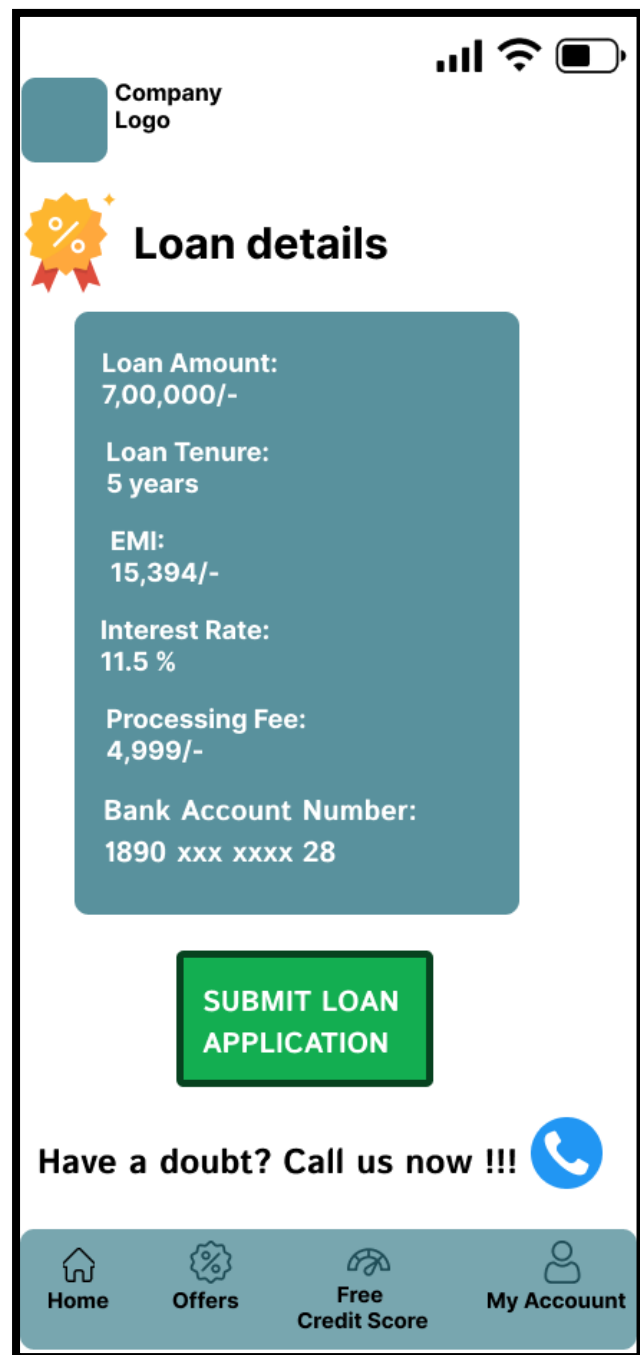 Company
Logo
Loan details
Loan Amount:
7,00,000/-
Loan Tenure:
5 years
EMI:
15,394/-
Interest Rate:
11.5 %
Processing Fee:
4,999/-
Bank Account Number:
1890 xxx xxxx 28
SUBMIT LOAN
APPLICATION
Have a doubt? Call us now !!!
Home
Offers
Free
Credit Score
My Accouunt